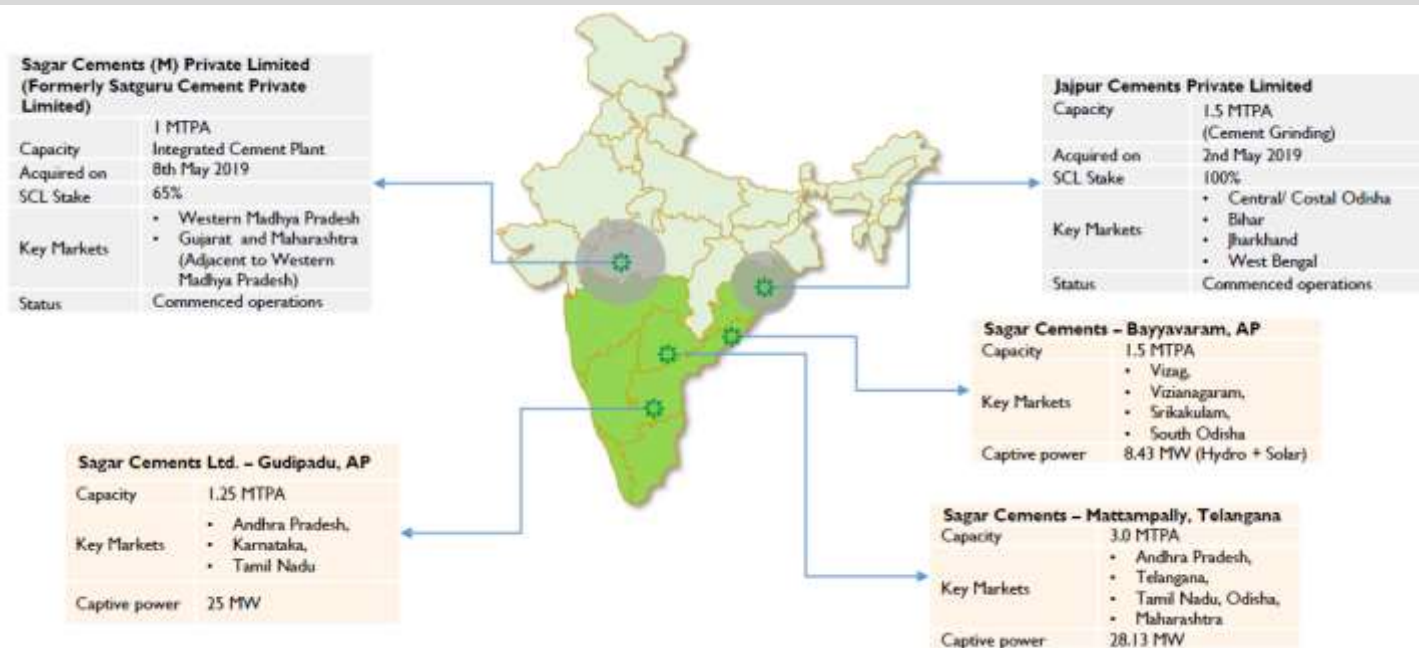 Sagar Cements (M) Private Limited
(Formerly Satguru Cement Private
Limited)
Capacity 1 MTPA
Integrated Cement Plant
Acquired on 8th May 2019
SCL Stake 65%
Key Markets
• Western Madhya Pradesh
• Gujarat and Maharashtra
(Adjacent to Western
Madhya Pradesh)
Status Commenced operations
Jajpur Cements Private Limited
Capacity 1.5 MTPA
(Cement Grinding)
Acquired on 2nd May 2019
SCL Stake 100%
Key Markets
• Central/ Costal Odisha
• Bihar
• Jharkhand
• West Bengal
Status Commenced operations
Sagar Cements – Bayyavaram, AP
Capacity 1.5 MTPA
Key Markets
• Vizag,
• Vizianagaram,
• Srikakulam,
• South Odisha
Captive power 8.43 MW (Hydro + Solar)
Sagar Cements Ltd. – Gudipadu, AP
Capacity 1.25 MTPA
Key Markets
• Andhra Pradesh,
• Karnataka,
• Tamil Nadu
Captive power 25 MW
Sagar Cements – Mattampally, Telangana
Capacity 3.0 MTPA
Key Markets
• Andhra Pradesh,
• Telangana,
• Tamil Nadu, Odisha,
• Maharashtra
Captive power 28.13 MW